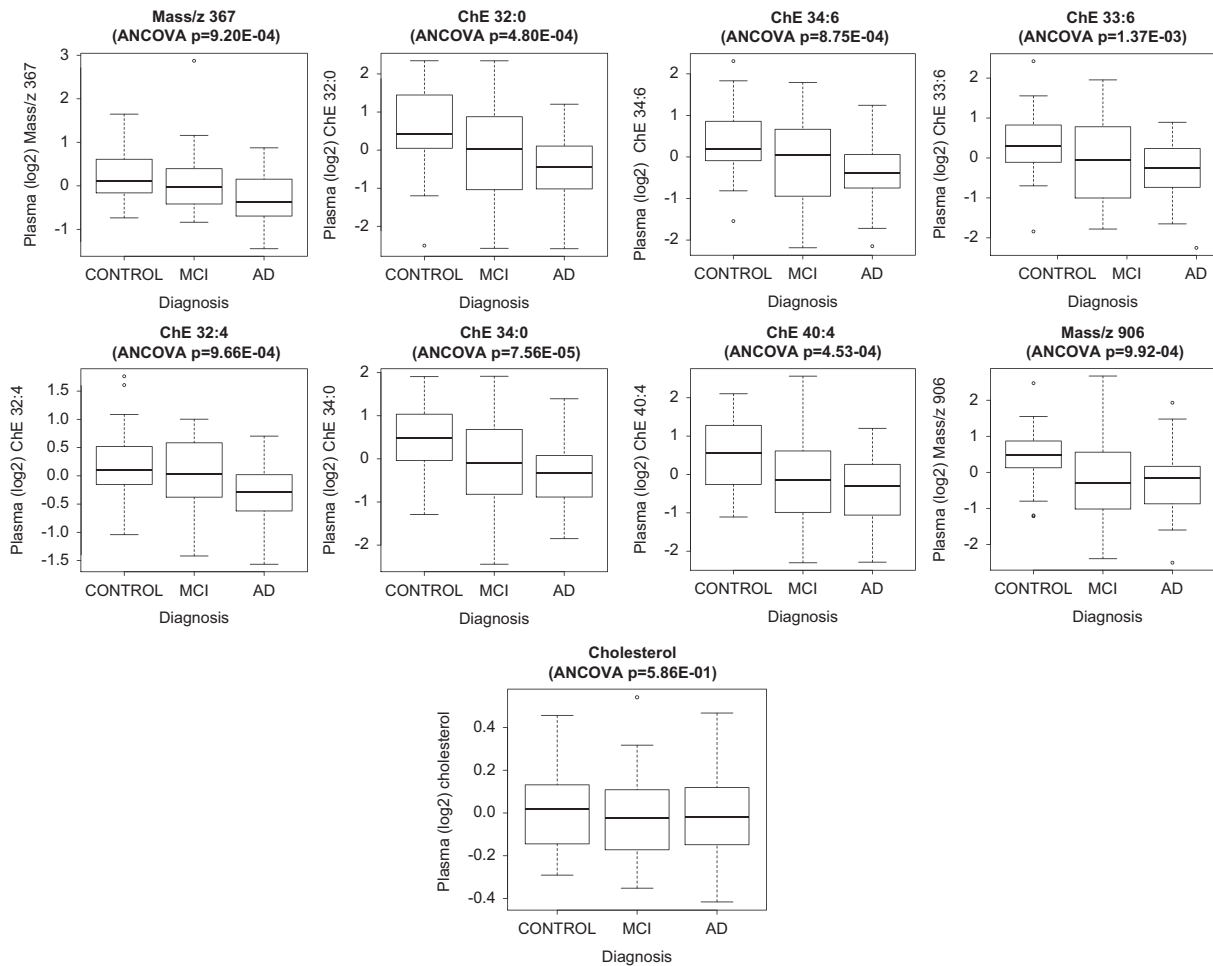 Mass/z 367
(ANCOVA p=9.20E-04)
Plasma (log2) Mass/z 367
3
2
1
0
-1
CONTROL MCI AD
Diagnosis
ChE 32:0
(ANCOVA p=4.80E-04)
Plasma (log2) ChE 32:0
2
1
0
-1
-2
CONTROL MCI AD
Diagnosis
ChE 34:6
(ANCOVA p=8.75E-04)
Plasma (log2) ChE 34:6
2
1
0
-1
-2
CONTROL MCI AD
Diagnosis
ChE 33:6
(ANCOVA p=1.37E-03)
Plasma (log2) ChE 33:6
2
1
0
-1
-2
CONTROL MCI AD
Diagnosis
ChE 32:4
(ANCOVA p=9.66E-04)
Plasma (log2) ChE 32:4
1.5
1.0
0.5
0.0
-0.5
-1.0
-1.5
CONTROL MCI AD
Diagnosis
ChE 34:0
(ANCOVA p=7.56E-05)
Plasma (log2) ChE 34:0
2
1
0
-1
-2
CONTROL MCI AD
Diagnosis
ChE 40:4
(ANCOVA p=4.53-04)
Plasma (log2) ChE 40:4
2
1
0
-1
-2
CONTROL MCI AD
Diagnosis
Mass/z 906
(ANCOVA p=9.92-04)
Plasma (log2) Mass/z 906
2
1
0
-1
-2
CONTROL MCI AD
Diagnosis
Cholesterol
(ANCOVA p=5.86E-01)
Plasma (log2) cholesterol
0.4
0.2
0.0
-0.2
-0.4
CONTROL MCI AD
Diagnosis